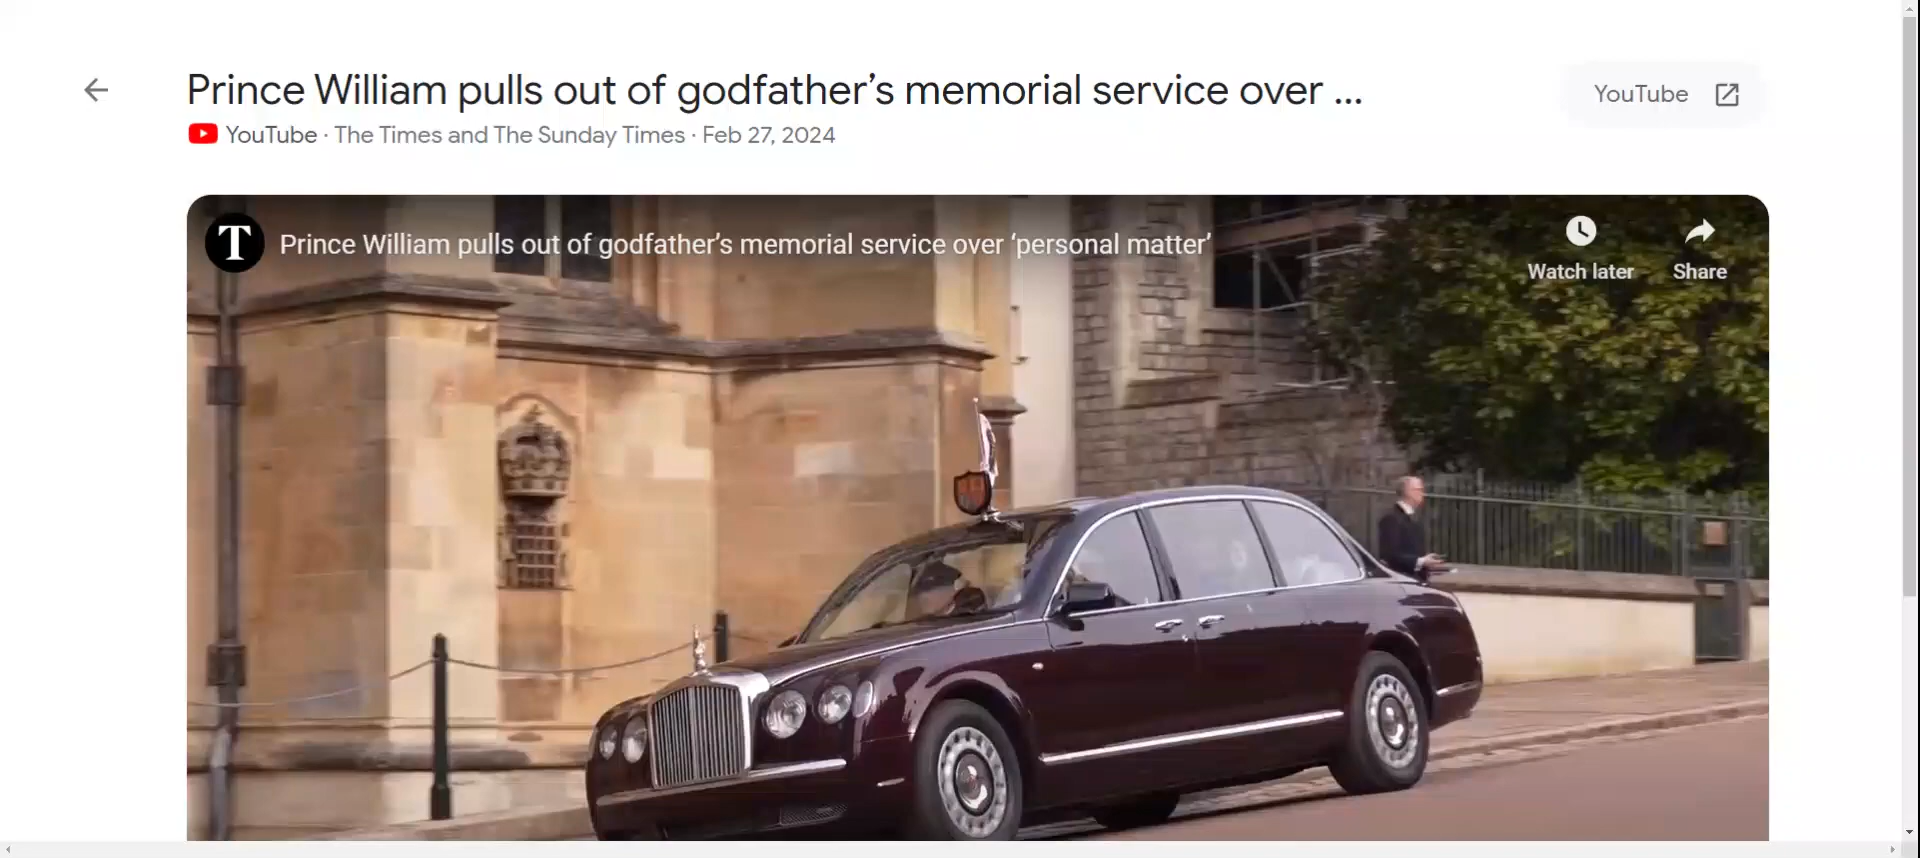 Prince William pulls out of godfather’s memorial service over ...
YouTube
YouTube · The Times and The Sunday Times · Feb 27, 2024
T
Prince William pulls out of godfather’s memorial service over ‘personal matter’
Watch later
Share